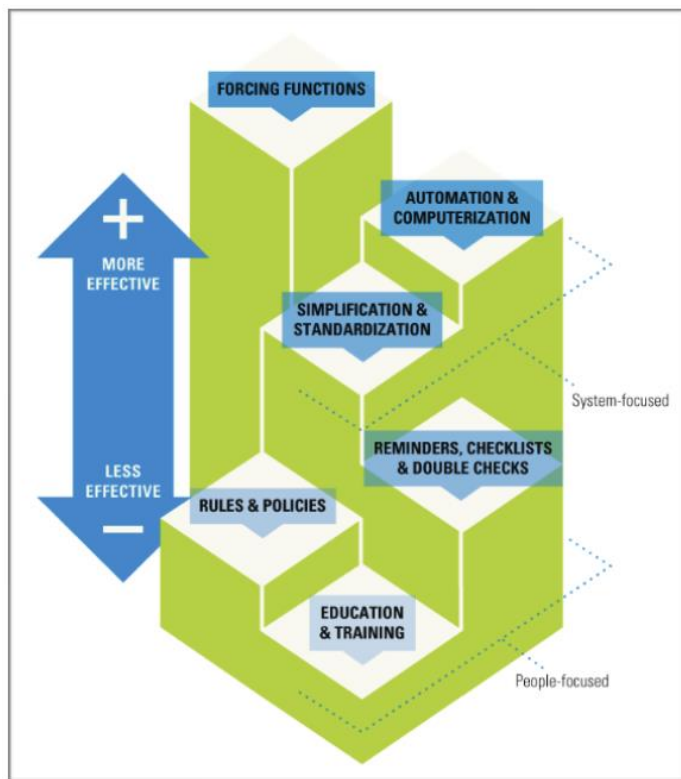 FORCING FUNCTIONS
AUTOMATION &
COMPUTERIZATION
+
MORE
EFFECTIVE
SIMPLIFICATION &
STANDARDIZATION
System-focused
REMINDERS, CHECKLISTS
& DOUBLE CHECKS
LESS
EFFECTIVE
−
RULES & POLICIES
EDUCATION
& TRAINING
People-focused